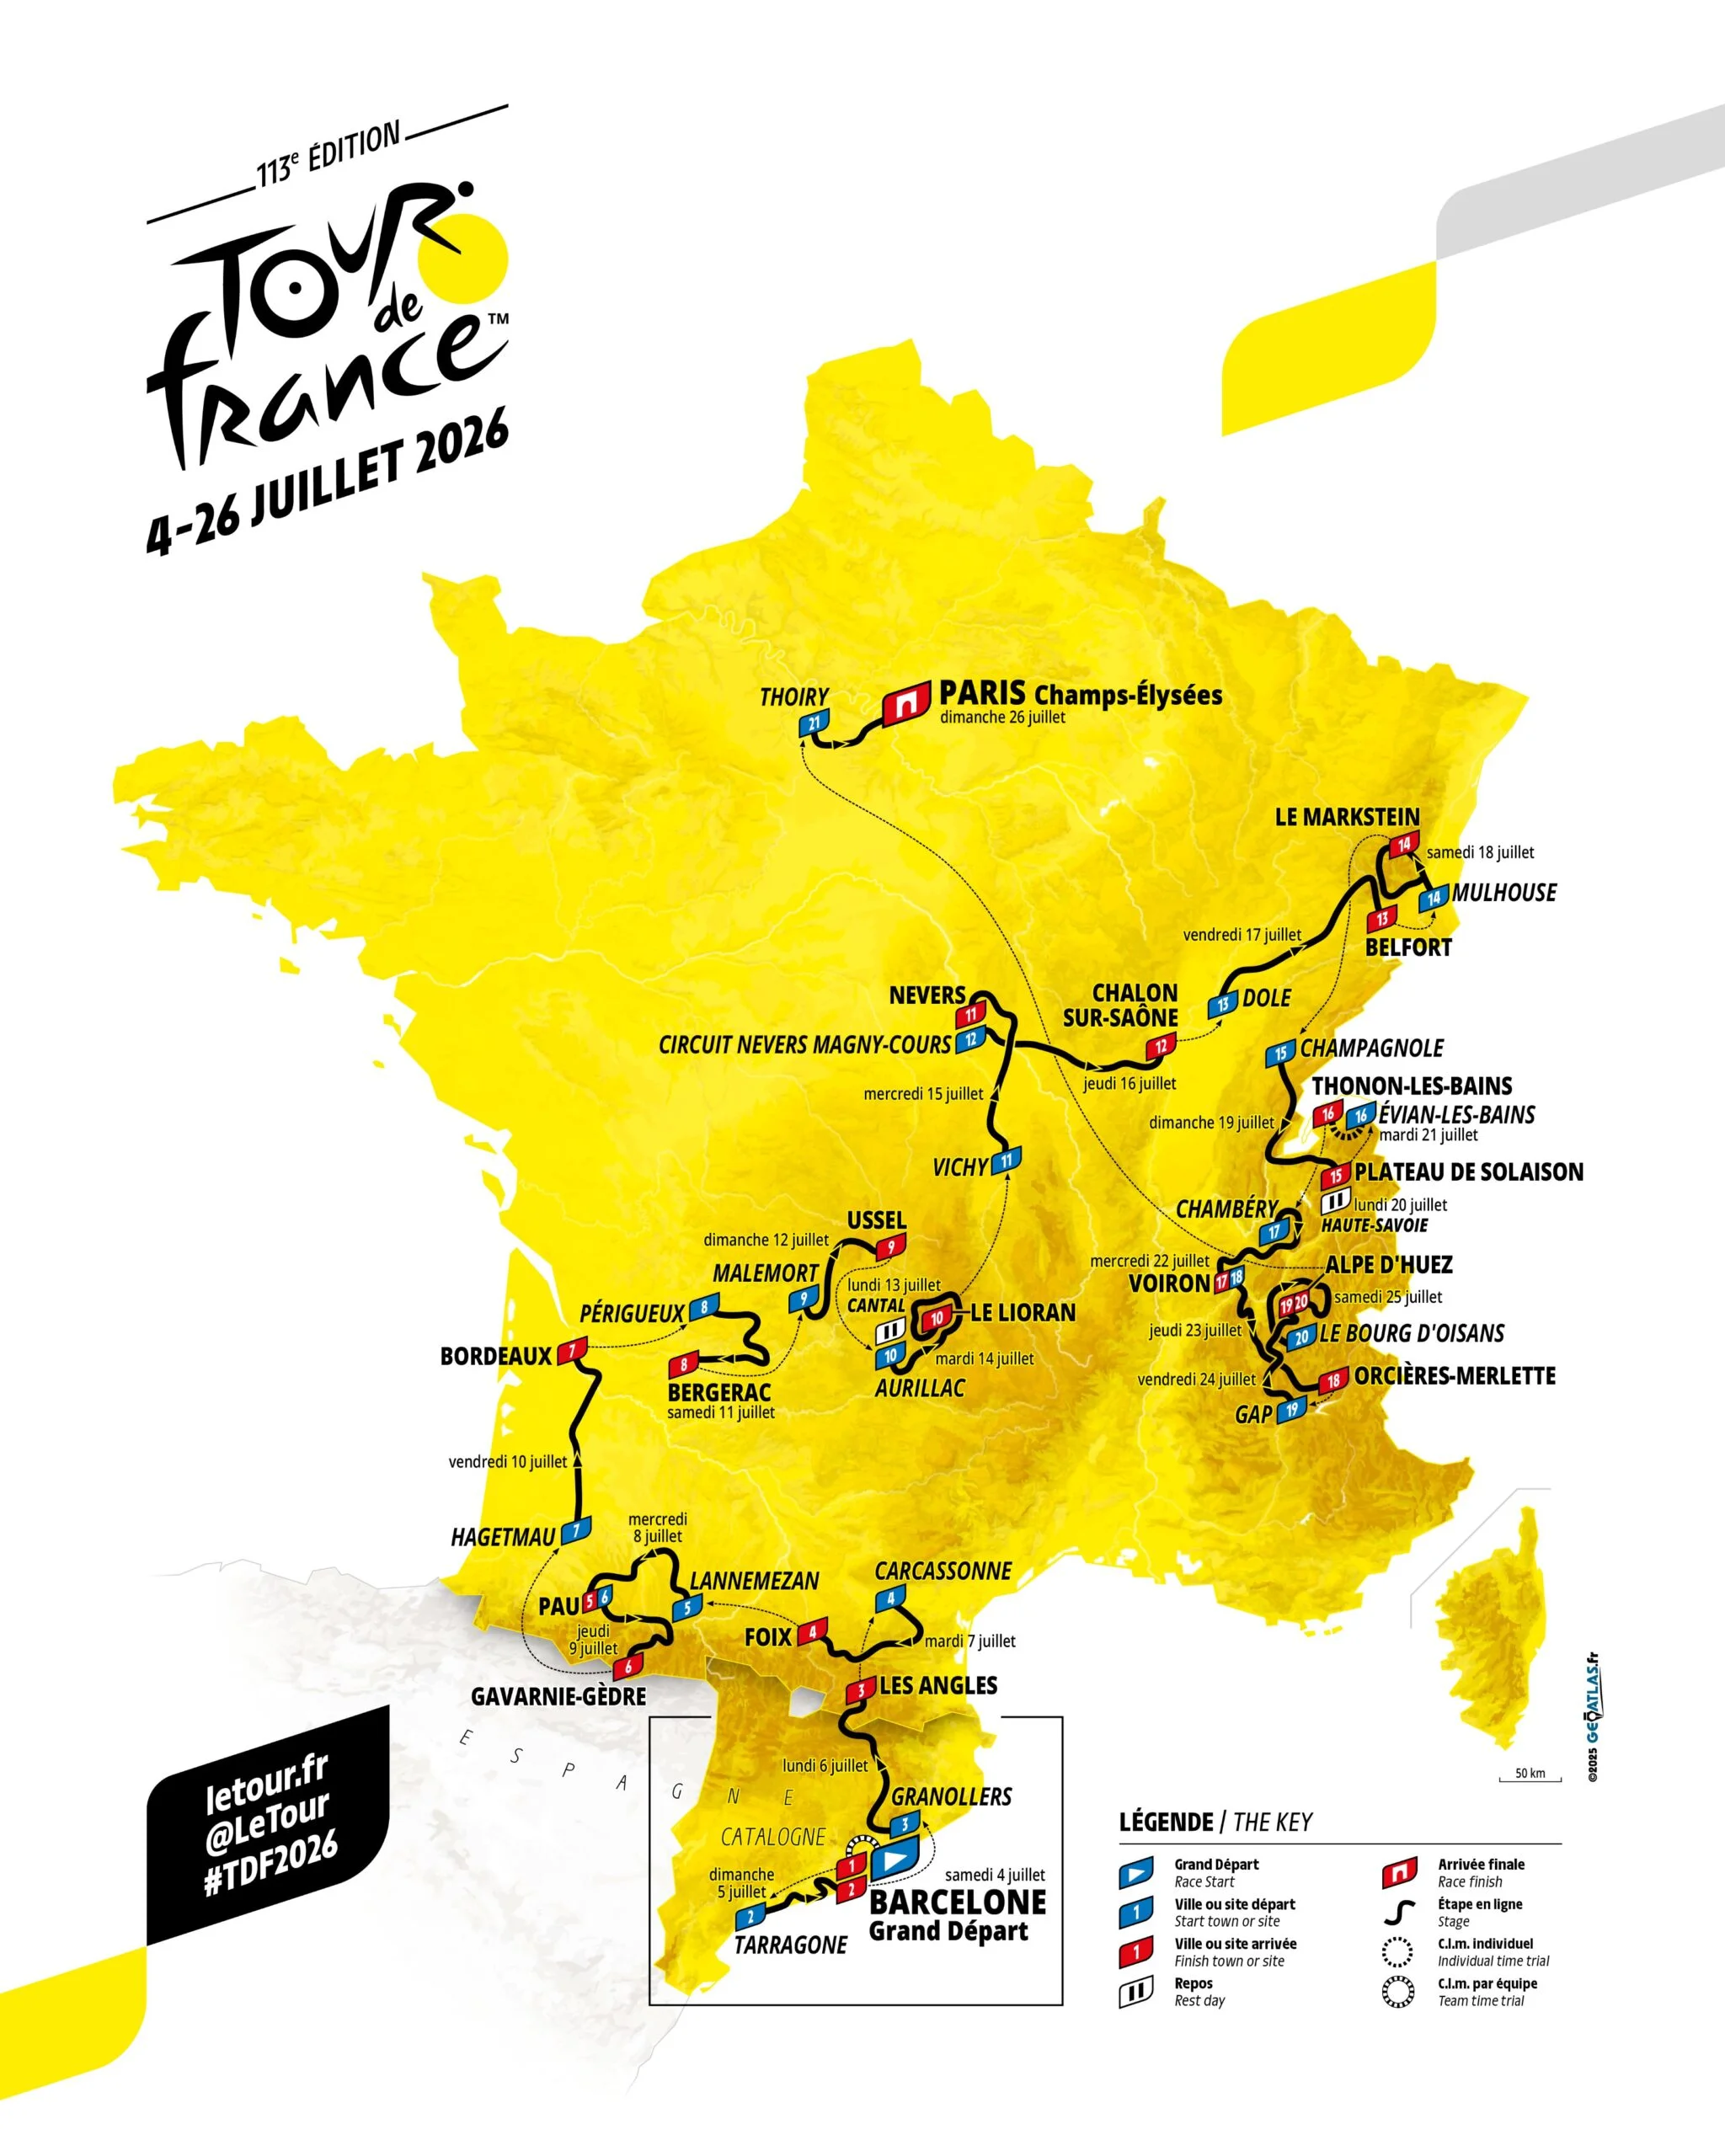 113e ÉDITION
TOUR
de
france™
4-26 JUILLET 2026
THOIRY
21
PARIS Champs-Élysées
dimanche 26 juillet
LE MARKSTEIN
14
samedi 18 juillet
14
MULHOUSE
vendredi 17 juillet
13
BELFORT
NEVERS
11
CHALON
SUR-SAÔNE
13
DOLE
CIRCUIT NEVERS MAGNY-COURS
12
12
jeudi 16 juillet
mercredi 15 juillet
15
CHAMPAGNOLE
THONON-LES-BAINS
16
16
ÉVIAN-LES-BAINS
mardi 21 juillet
dimanche 19 juillet
VICHY
11
15
PLATEAU DE SOLAISON
lundi 20 juillet
HAUTE-SAVOIE
CHAMBÉRY
17
USSEL
dimanche 12 juillet
9
mercredi 22 juillet
VOIRON
17 18
ALPE D'HUEZ
samedi 25 juillet
19 20
MALEMORT
9
lundi 13 juillet
CANTAL
PÉRIGUEUX
8
10
LE LIORAN
jeudi 23 juillet
20
LE BOURG D'OISANS
BORDEAUX
7
8
BERGERAC
samedi 11 juillet
10
mardi 14 juillet
AURILLAC
vendredi 24 juillet
18
ORCIÈRES-MERLETTE
GAP
19
vendredi 10 juillet
HAGETMAU
7
mercredi
8 juillet
LANNEMEZAN
5
CARCASSONNE
4
PAU
5 6
jeudi
9 juillet
FOIX
4
mardi 7 juillet
6
GAVARNIE-GÈDRE
3
LES ANGLES
ESPAGNE
lundi 6 juillet
GRANOLLERS
3
CATALOGNE
1
dimanche
5 juillet
2
samedi 4 juillet
BARCELONE
Grand Départ
2
TARRAGONE
letour.fr
@LeTour
#TDF2026
©2025 GEOATLAS.fr
50 km
LÉGENDE / THE KEY
Grand Départ
Race Start
1
Ville ou site départ
Start town or site
1
Ville ou site arrivée
Finish town or site
Repos
Rest day
Arrivée finale
Race finish
Étape en ligne
Stage
C.l.m. individuel
Individual time trial
C.l.m. par équipe
Team time trial